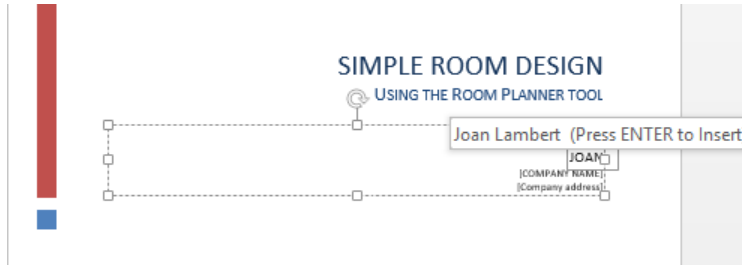 SIMPLE ROOM DESIGN
USING THE ROOM PLANNER TOOL
Joan Lambert (Press ENTER to Insert
JOAN
[COMPANY NAME]
[Company address]